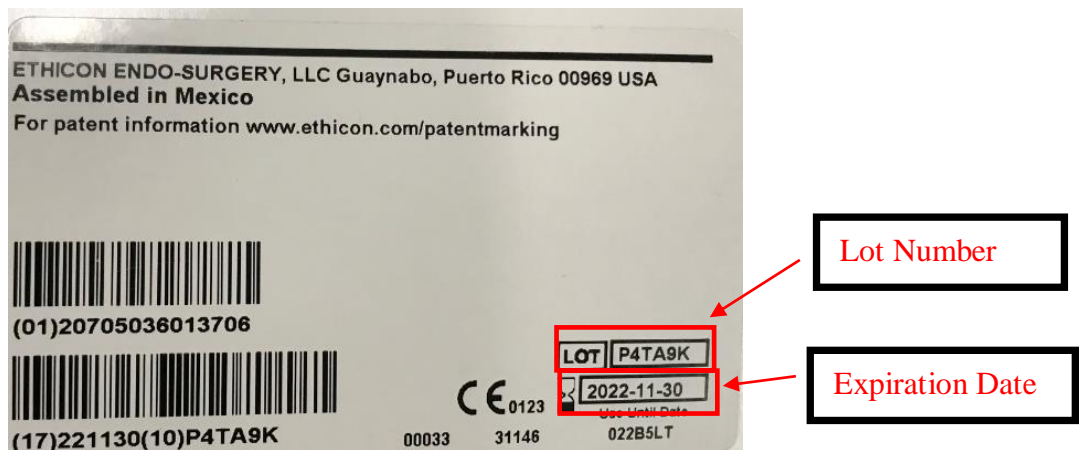 ETHICON ENDO-SURGERY, LLC Guaynabo, Puerto Rico 00969 USA
Assembled in Mexico
For patent information www.ethicon.com/patentmarking
Lot Number
(01)20705036013706
LOT P4TA9K
CE0123 2022-11-30
Expiration Date
Use Until Date
(17)221130(10)P4TA9K 00033 31146 022B5LT